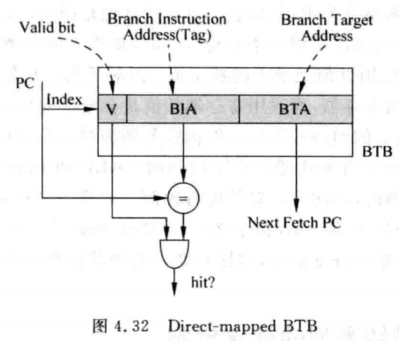 Branch Instruction
Address(Tag)
Branch Target
Address
Valid bit
PC
Index
BIA
BTA
BTB
=
Next Fetch PC
hit?
图 4.32 Direct-mapped BTB